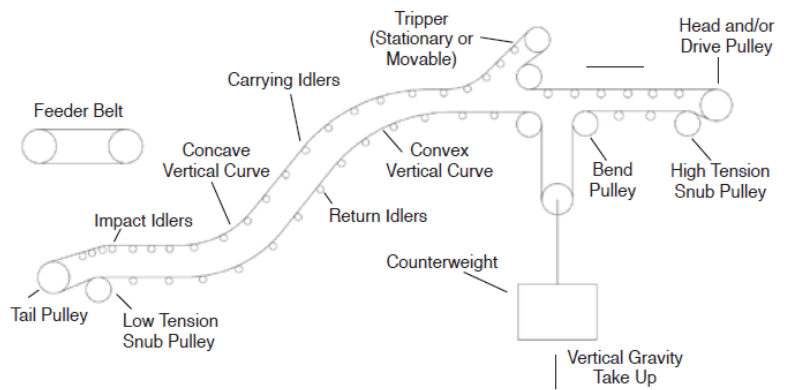 Tripper
(Stationary or
Movable)
Head and/or
Drive Pulley
Carrying Idlers
Feeder Belt
Concave
Vertical Curve
Convex
Vertical Curve
Bend
Pulley
High Tension
Snub Pulley
Impact Idlers
Return Idlers
Counterweight
Tail Pulley
Low Tension
Snub Pulley
Vertical Gravity
Take Up